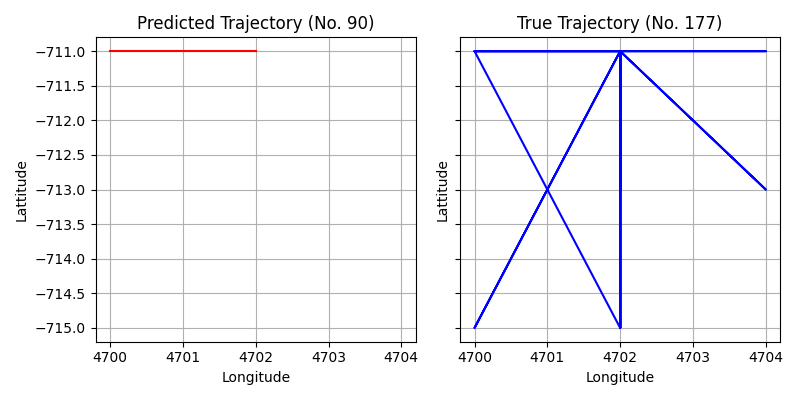 Predicted Trajectory (No. 90)
−711.0
−711.5
−712.0
−712.5
−713.0
−713.5
−714.0
−714.5
−715.0
Lattitude
4700 4701 4702 4703 4704
Longitude
True Trajectory (No. 177)
Lattitude
4700 4701 4702 4703 4704
Longitude